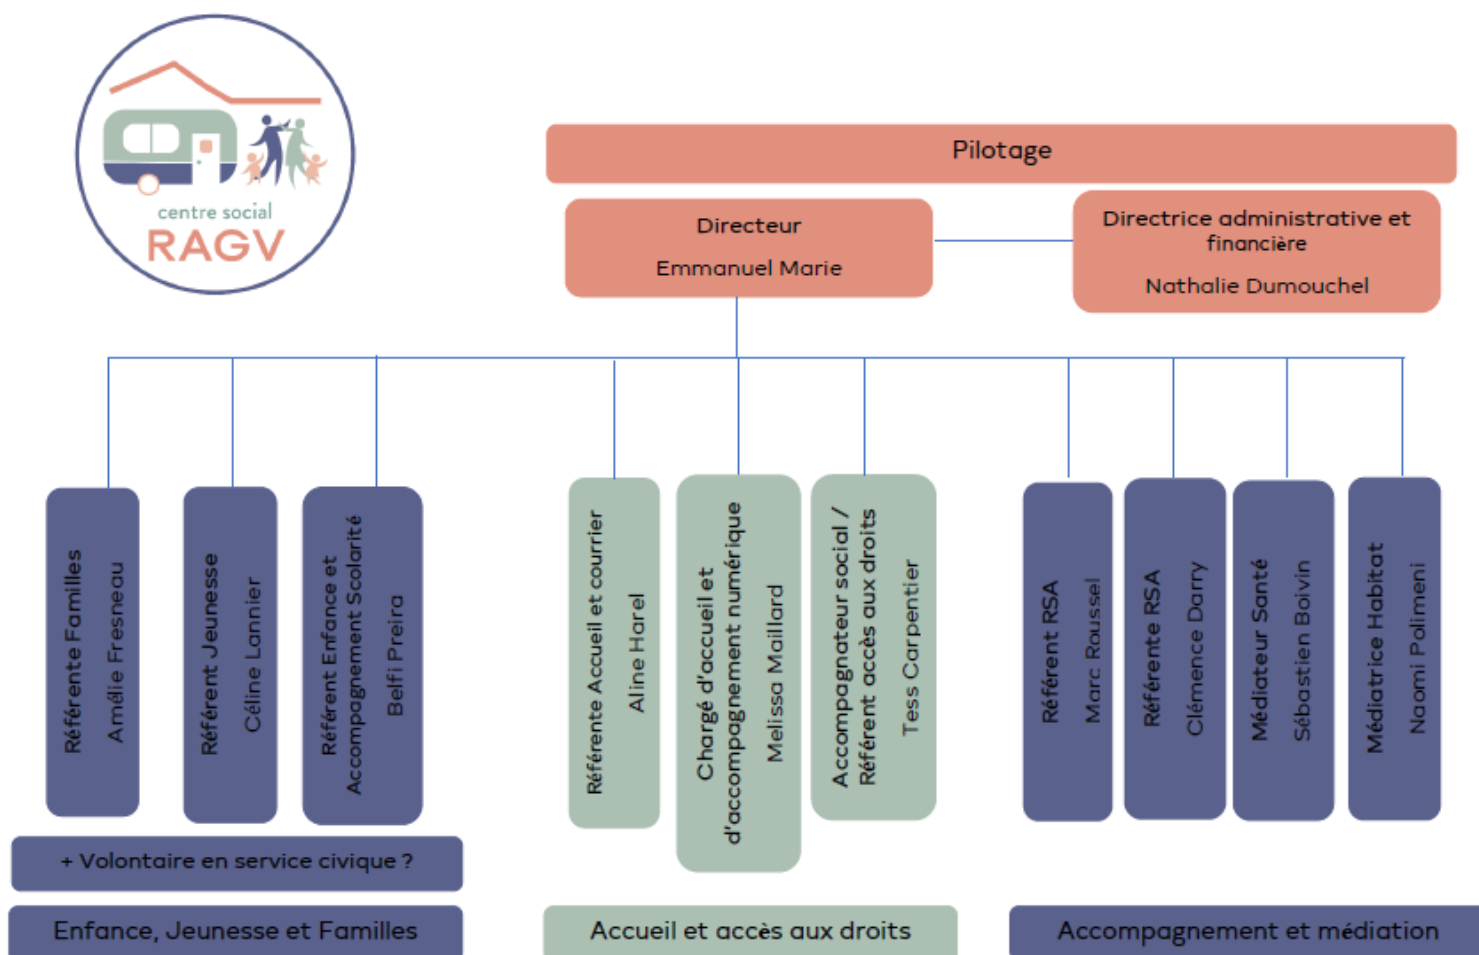 centre social
RAGV
Pilotage
Directeur
Emmanuel Marie
Directrice administrative et
financière
Nathalie Dumouchel
Référente Familles
Amélie Fresneau
Référent Jeunesse
Céline Lannier
Référent Enfance et
Accompagnement Scolarité
Belfi Preira
Référente Accueil et courrier
Aline Harel
Chargé d'accueil et
d'accompagnement numérique
Melissa Maillard
Accompagnateur social /
Référent accès aux droits
Tess Carpentier
Référent RSA
Marc Roussel
Référente RSA
Clémence Darry
Médiateur Santé
Sébastien Boivin
Médiatrice Habitat
Naomi Polimeni
+ Volontaire en service civique ?
Enfance, Jeunesse et Familles
Accueil et accès aux droits
Accompagnement et médiation